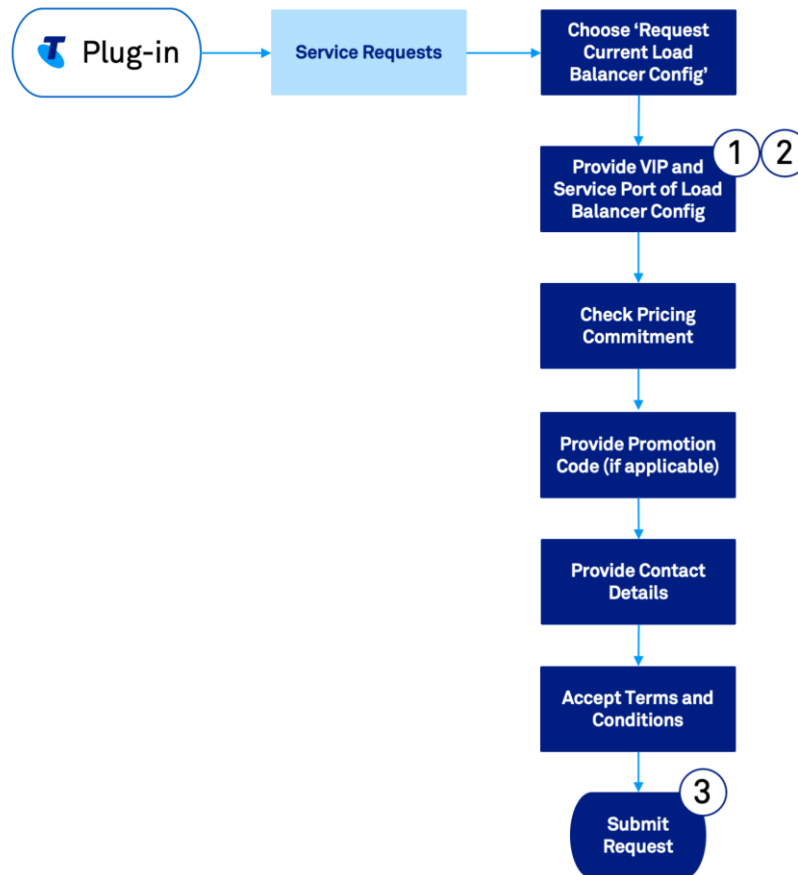 Plug-in
Service Requests
Choose ‘Request
Current Load
Balancer Config’
1
2
Provide VIP and
Service Port of Load
Balancer Config
Check Pricing
Commitment
Provide Promotion
Code (if applicable)
Provide Contact
Details
Accept Terms and
Conditions
3
Submit
Request